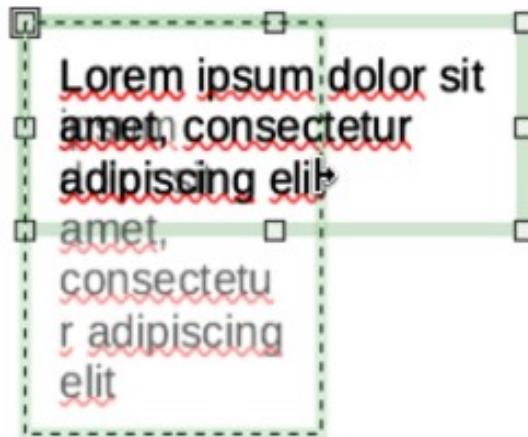 Lorem ipsum dolor sit
amet, consectetur
adipiscing elit
amet,
consectetu
r adipiscing
elit